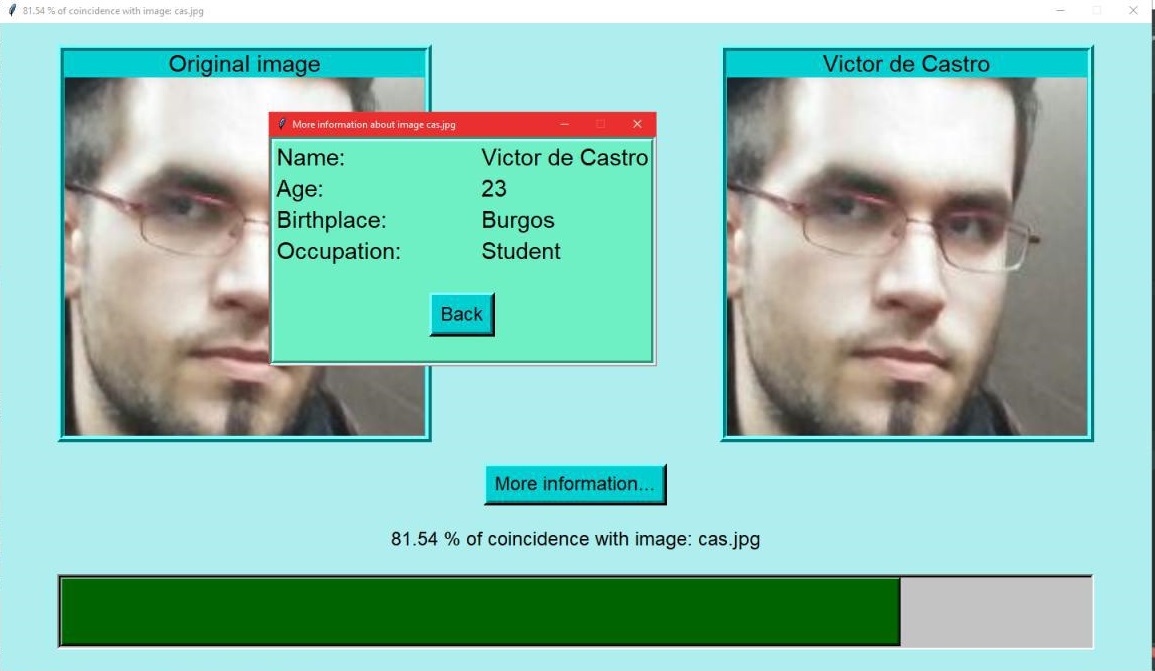 81.54 % of coincidence with image: cas.jpg
Original image
Victor de Castro
More information about image cas.jpg
Name: Victor de Castro
Age: 23
Birthplace: Burgos
Occupation: Student
Back
More information...
81.54 % of coincidence with image: cas.jpg